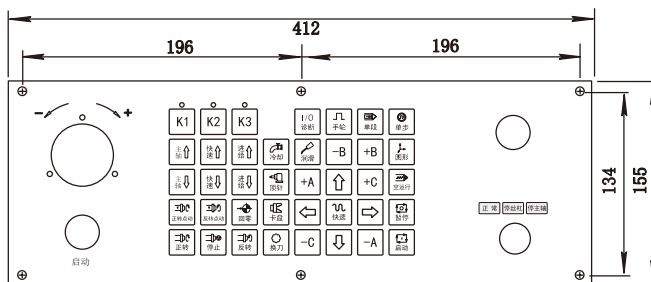 412
196 196
- +
K1 K2 K3 I/O
诊断 手轮 单段 单步
主轴 快速 进给 冷却 润滑 -B +B 图形
主轴 快速 进给 顶针 +A +C 空运行
正转点动 反转点动 回零 卡盘 快速 暂停
正转 停止 反转 换刀 -C -A 启动
启动
正 常 停丝杠 停主轴
134
155